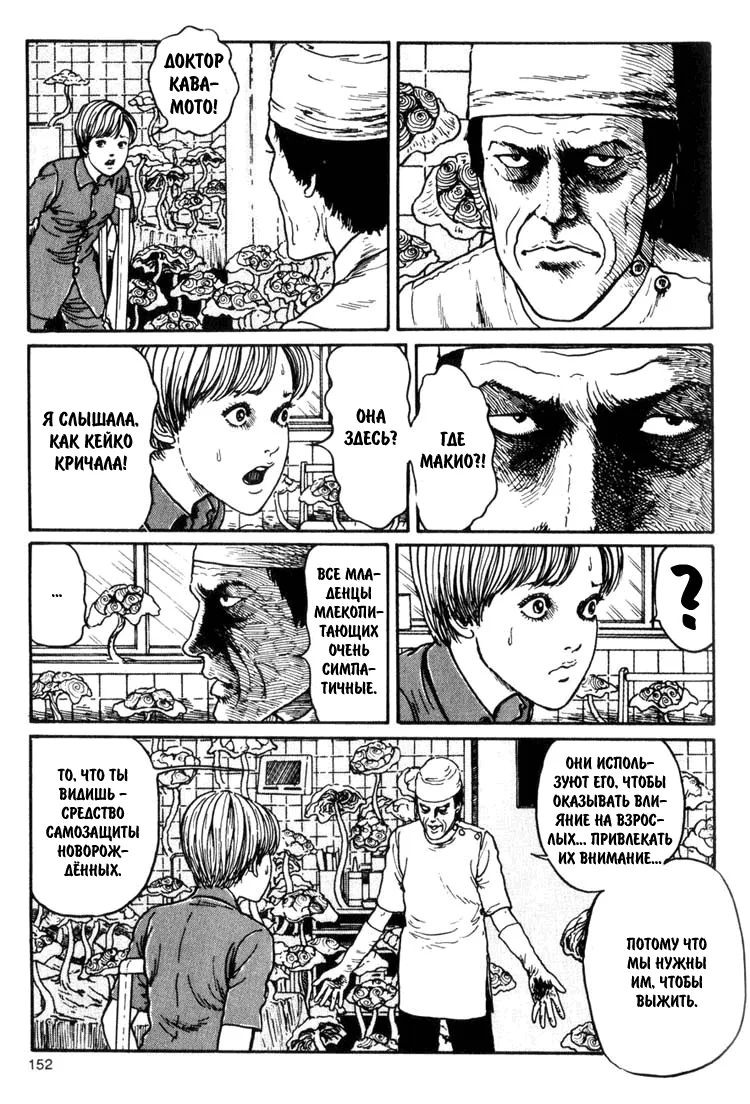 ДОКТОР
КАВА-
МОТО!
Я СЛЫШАЛА,
КАК КЕЙКО
КРИЧАЛА!
ОНА
ЗДЕСЬ?
ГДЕ
МАКИО?!
...
ВСЕ МЛА-
ДЕНЦЫ
МЛЕКОПИ-
ТАЮЩИХ
ОЧЕНЬ
СИМПА-
ТИЧНЫЕ.
?
ТО, ЧТО ТЫ
ВИДИШЬ -
СРЕДСТВО
САМОЗАЩИТЫ
НОВОРОЖ-
ДЁННЫХ.
ОНИ ИСПОЛЬ-
ЗУЮТ ЕГО, ЧТОБЫ
ОКАЗЫВАТЬ ВЛИ-
ЯНИЕ НА ВЗРОС-
ЛЫХ... ПРИВЛЕКАТЬ
ИХ ВНИМАНИЕ...
ПОТОМУ ЧТО
МЫ НУЖНЫ
ИМ, ЧТОБЫ
ВЫЖИТЬ.
152